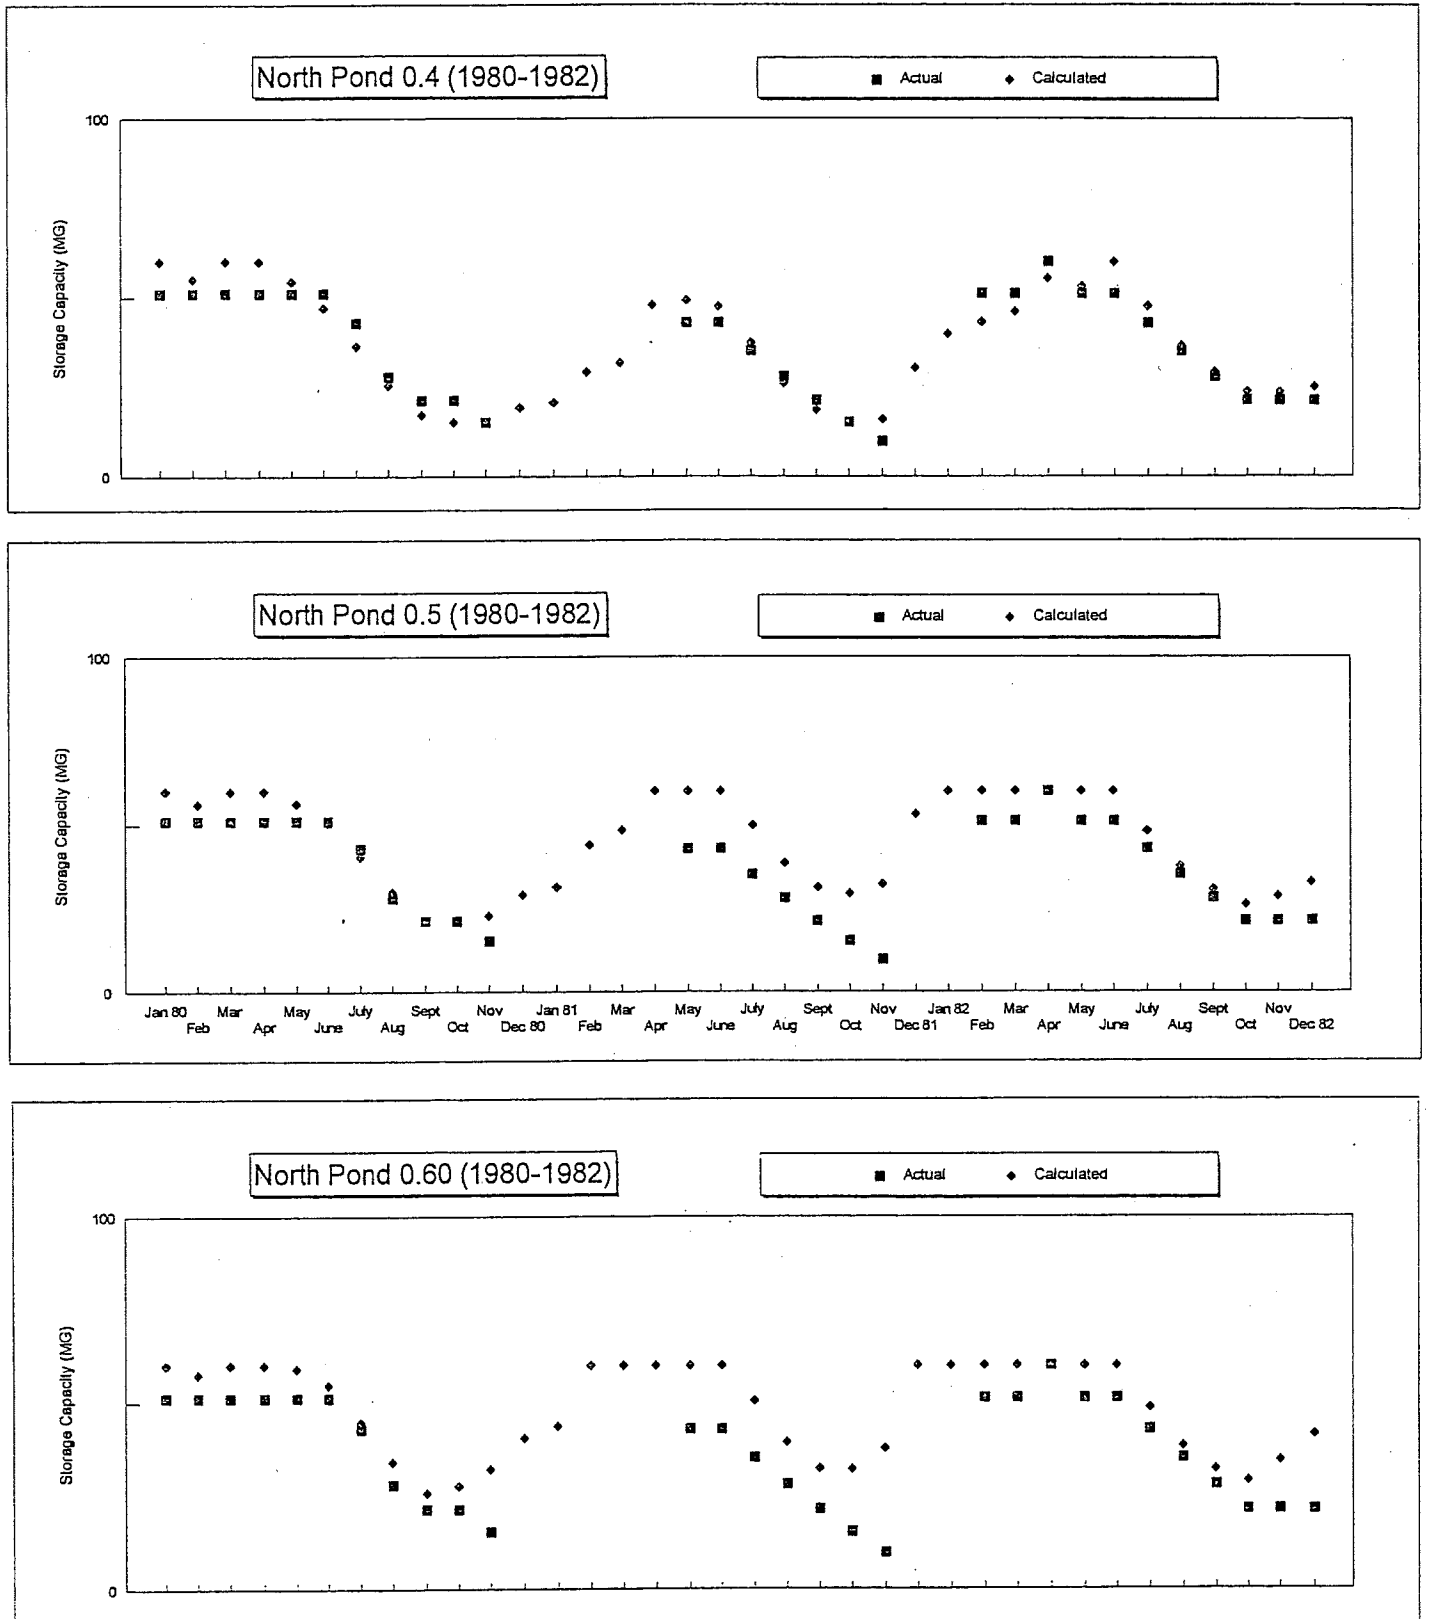 North Pond 0.4 (1980-1982)
Actual Calculated
100
Storage Capacity (MG)
0
North Pond 0.5 (1980-1982)
Actual Calculated
100
Storage Capacity (MG)
0
Jan 80 Mar May July Sept Nov Jan 81 Mar May July Sept Nov Jan 82 Mar May July Sept Nov
Feb Apr June Aug Oct Dec 80 Feb Apr June Aug Oct Dec 81 Feb Apr June Aug Oct Dec 82
North Pond 0.60 (1980-1982)
Actual Calculated
100
Storage Capacity (MG)
0